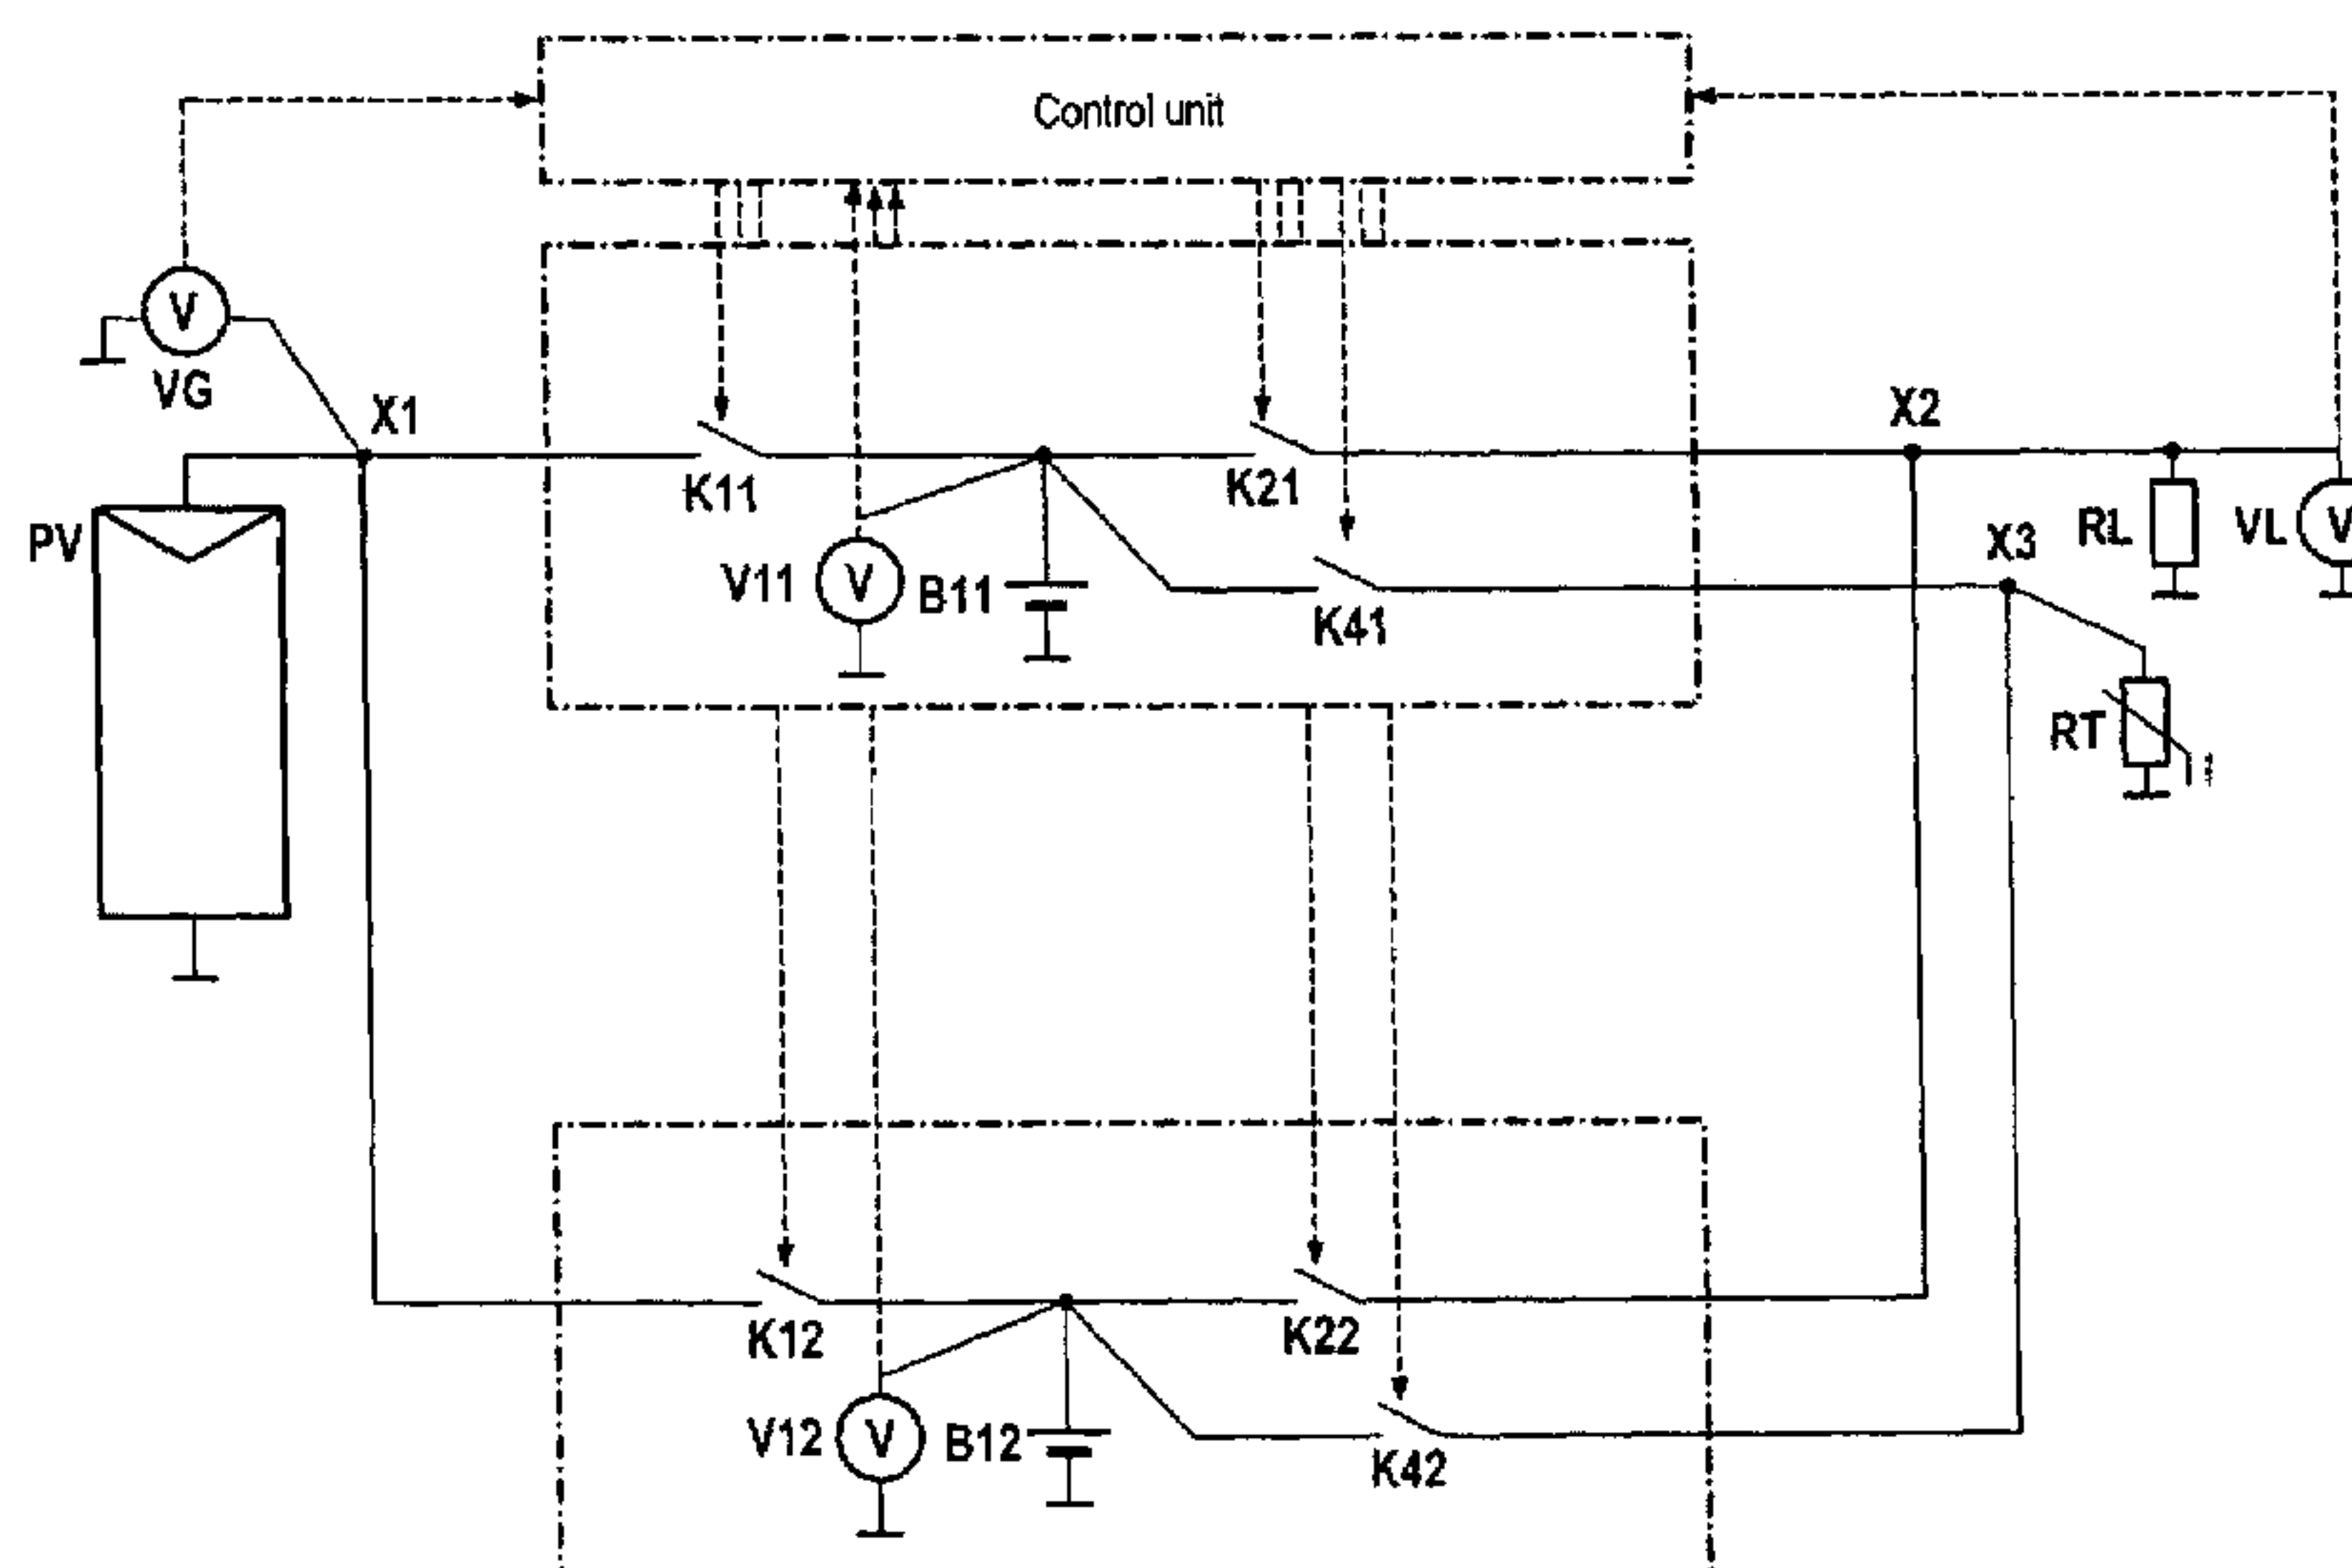 Control unit
V
VG
X1
X2
K11
K21
PV
X3
RL
VL
V
V11
V
B11
K41
RT
K12
K22
V12
V
B12
K42